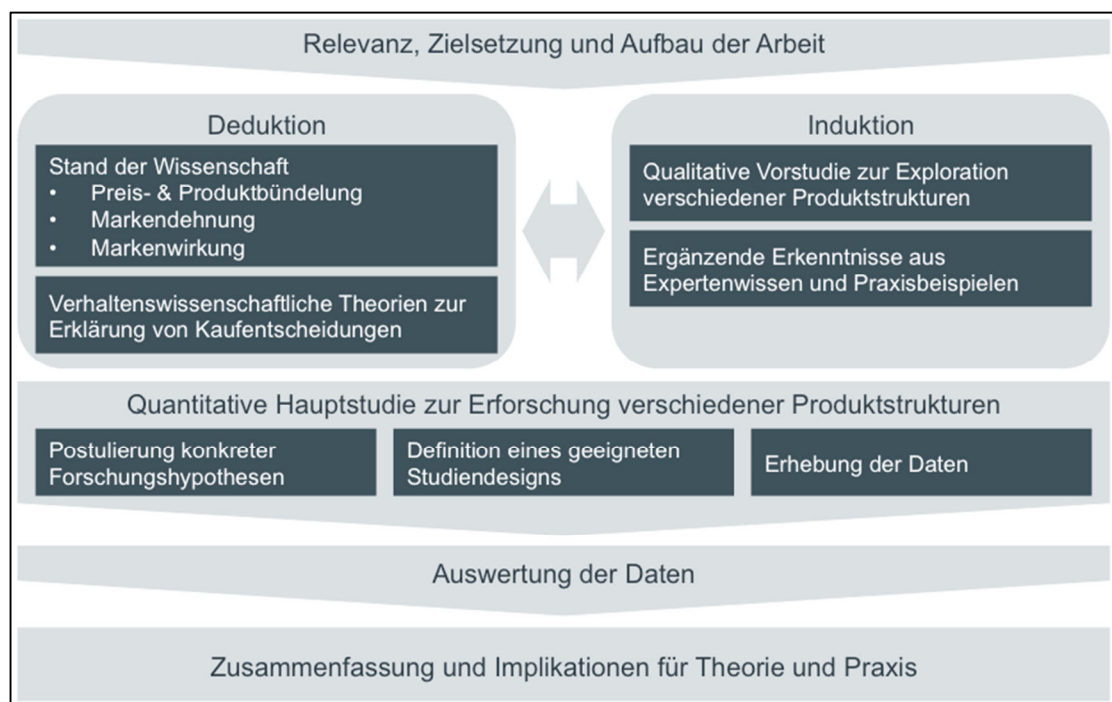 Relevanz, Zielsetzung und Aufbau der Arbeit
Deduktion
Stand der Wissenschaft
• Preis- & Produktbündelung
• Markendehnung
• Markenwirkung
Verhaltenswissenschaftliche Theorien zur
Erklärung von Kaufentscheidungen
Induktion
Qualitative Vorstudie zur Exploration
verschiedener Produktstrukturen
Ergänzende Erkenntnisse aus
Expertenwissen und Praxisbeispielen
Quantitative Hauptstudie zur Erforschung verschiedener Produktstrukturen
Postulierung konkreter
Forschungshypothesen
Definition eines geeigneten
Studiendesigns
Erhebung der Daten
Auswertung der Daten
Zusammenfassung und Implikationen für Theorie und Praxis